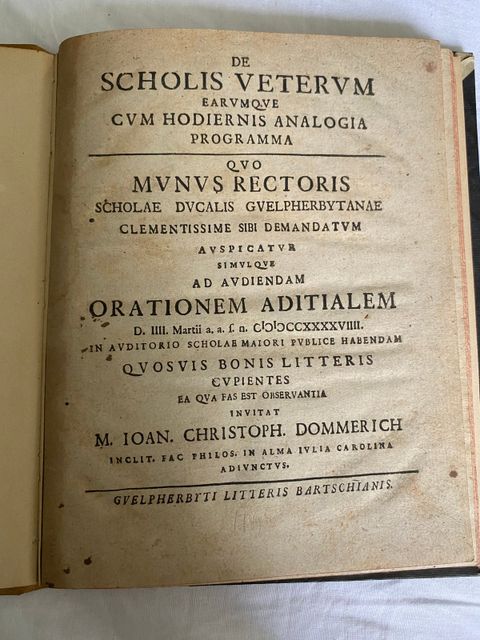 DE
SCHOLIS VETERVM
EARVMQVE
CVM HODIERNIS ANALOGIA
PROGRAMMA
QVO
MVNVS RECTORIS
SCHOLAE DVCALIS GVELPHERBYTANAE
CLEMENTISSIME SIBI DEMANDATVM
AVSPICATVR
SIMVLQVE
AD AVDIENDAM
ORATIONEM ADITIALEM
D. IIII. Martii a. a. ſ. n. CIƆIƆCCXXXXVIIII.
IN AVDITORIO SCHOLAE MAIORI PVBLICE HABENDAM
QVOSVIS BONIS LITTERIS
CVPIENTES
EA QVA FAS EST OBSERVANTIA
INVITAT
M. IOAN. CHRISTOPH. DOMMERICH
INCLIT. FAC PHILOS. IN ALMA IVLIA CAROLINA
ADIVNCTVS.
GVELPHERBYTI LITTERIS BARTSCHIANIS.